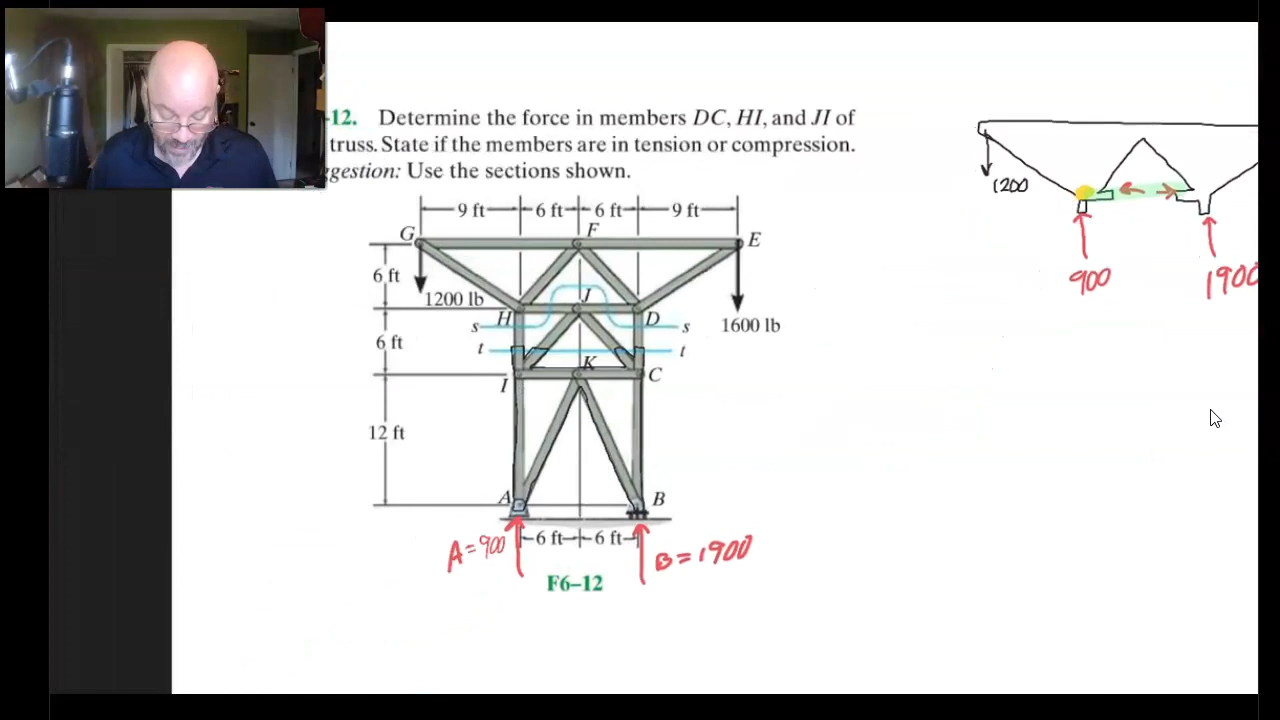 -12. Determine the force in members DC, HI, and JI of
truss. State if the members are in tension or compression.
ggestion: Use the sections shown.
9 ft 6 ft 6 ft 9 ft
G F E
6 ft
1200 lb
H J D
s s
1600 lb
6 ft
t t
I K C
12 ft
A B
A=900
6 ft 6 ft
B=1900
F6–12
1200
900
1900